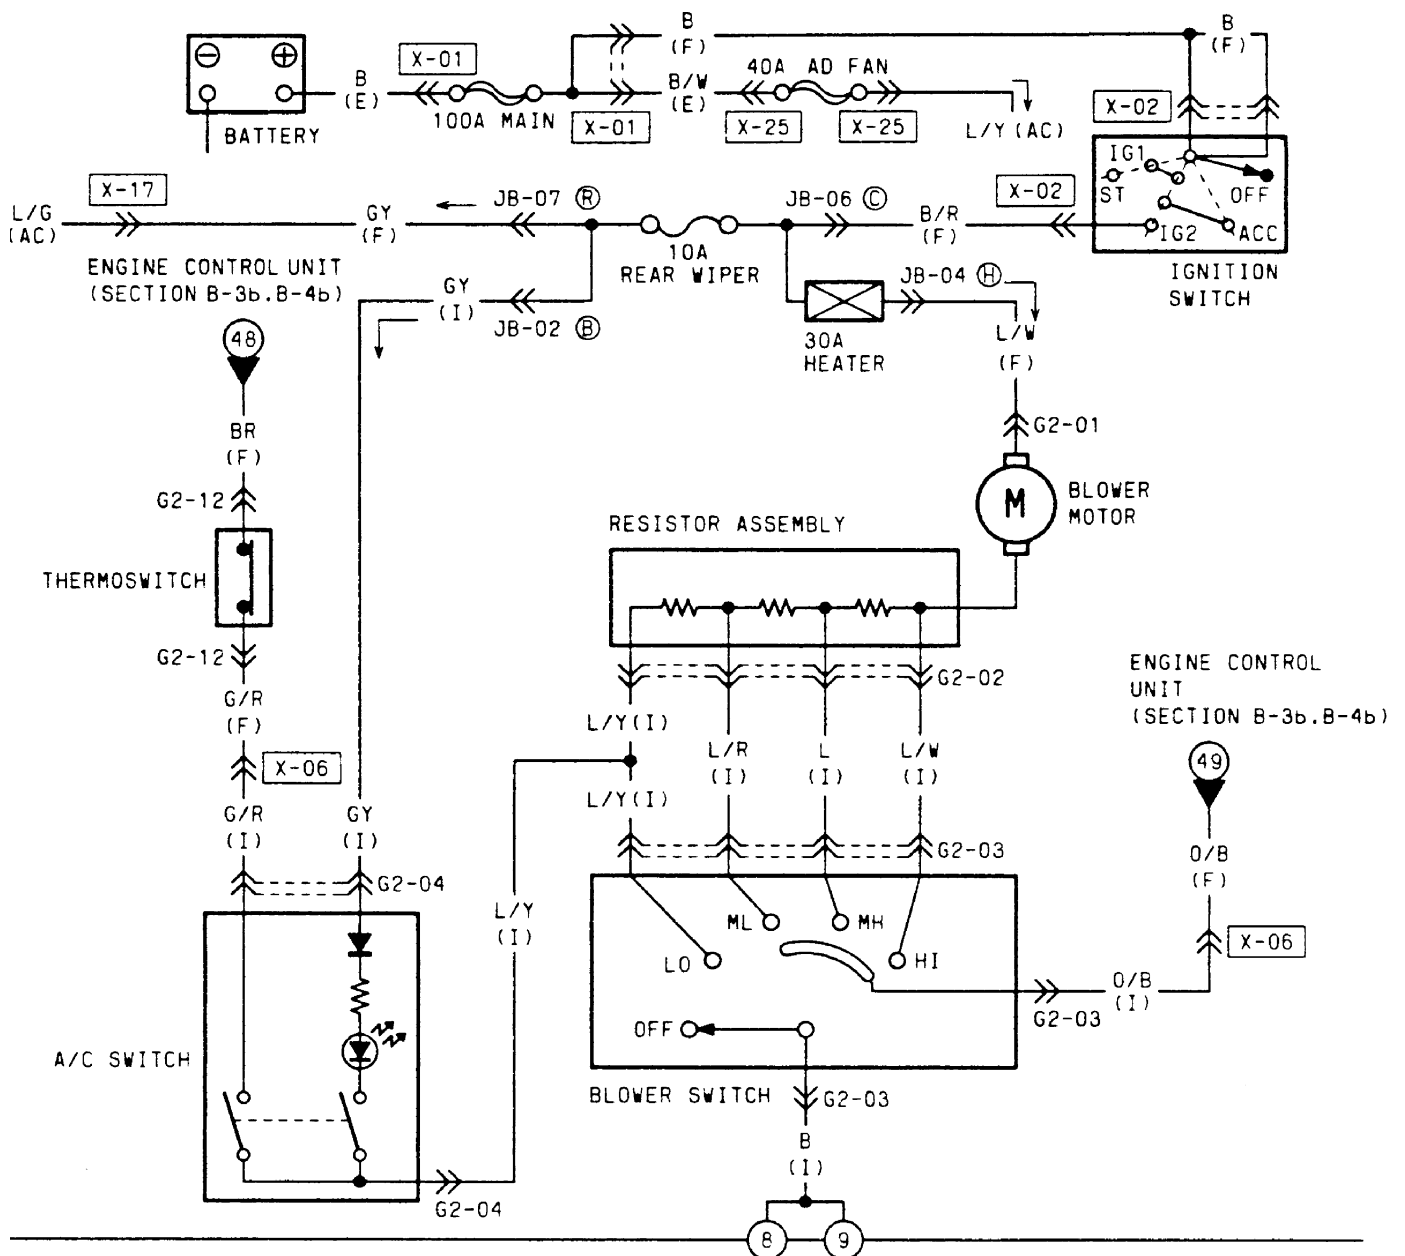 B
(F)
B
(F)
⊖ ⊕
X-01
B
(E)
40A AD FAN
B/W
(E)
100A MAIN
X-01
X-25
X-25
L/Y(AC)
X-02
BATTERY
IG1
ST
OFF
IG2
ACC
IGNITION
SWITCH
X-17
L/G
(AC)
GY
(F)
JB-07 Ⓡ
JB-06 Ⓒ
B/R
(F)
X-02
10A
REAR WIPER
ENGINE CONTROL UNIT
(SECTION B-3b.B-4b)
GY
(I)
JB-02 Ⓑ
JB-04 Ⓗ
30A
HEATER
L/W
(F)
48
BR
(F)
G2-01
G2-12
M
BLOWER
MOTOR
RESISTOR ASSEMBLY
THERMOSWITCH
G2-12
G2-02
ENGINE CONTROL
UNIT
(SECTION B-3b.B-4b)
G/R
(F)
L/Y(I)
L/R
(I)
L
(I)
L/W
(I)
49
X-06
L/Y(I)
G/R
(I)
GY
(I)
G2-03
O/B
(F)
G2-04
L/Y
(I)
ML
MH
LO
HI
X-06
O/B
(I)
G2-03
OFF
A/C SWITCH
BLOWER SWITCH
G2-03
B
(I)
G2-04
8
9